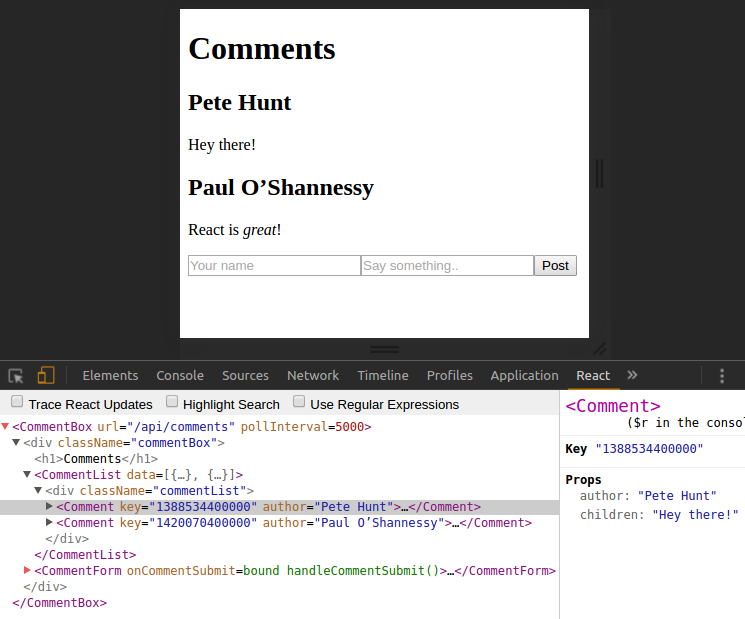 Comments
Pete Hunt
Hey there!
Paul O’Shannessy
React is great!
Your name Say something.. Post
Elements Console Sources Network Timeline Profiles Application React »
Trace React Updates Highlight Search Use Regular Expressions
<CommentBox url="/api/comments" pollInterval=5000>
<div className="commentBox">
<h1>Comments</h1>
<CommentList data=[{…}, {…}]>
<div className="commentList">
<Comment key="1388534400000" author="Pete Hunt">…</Comment>
<Comment key="1420070400000" author="Paul O’Shannessy">…</Comment>
</div>
</CommentList>
<CommentForm onCommentSubmit=bound handleCommentSubmit()>…</CommentForm>
</div>
</CommentBox>
<Comment>
($r in the consol
Key "1388534400000"
Props
author: "Pete Hunt"
children: "Hey there!"